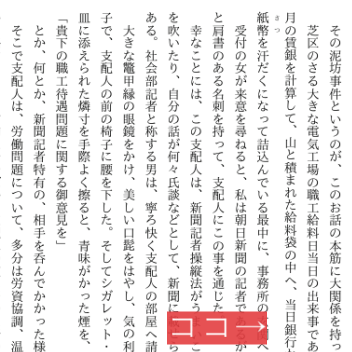 その泥坊事件というのが、このお話の本筋に大関係を持っ
芝区のさる大きな電気工場の職工給料日当日の出来事であ
月の賃銀を計算して、山と積まれた給料袋の中へ、当日銀行
紙幣を汗だくになって詰込んでいる最中に、事務所の
さつ
受付の女が来意を尋ねると、私は朝日新聞の記者である
と肩書のある名刺を持って、支配人にこの事を通じた
幸なことには、この支配人は、新聞記者操縦法がうま
を吹いたり、自分の話が何々氏談などとして、新聞に
ある。社会部記者と称する男は、寧ろ快く支配人の部屋へ請
大きな鼈甲縁の眼鏡をかけ、美しい口髭をはやし、気の利
子で、支配人の前の椅子に腰を下した。そしてシガレット・
皿に添えられた燐寸を手際よく擦ると、青味がかった煙を、
「貴下の職工待遇問題に関する御意見を」
とか、何とか、新聞記者特有の、相手を呑んでかかった様
そこで支配人は、労働問題について、多分は労資協調、温
ココ→